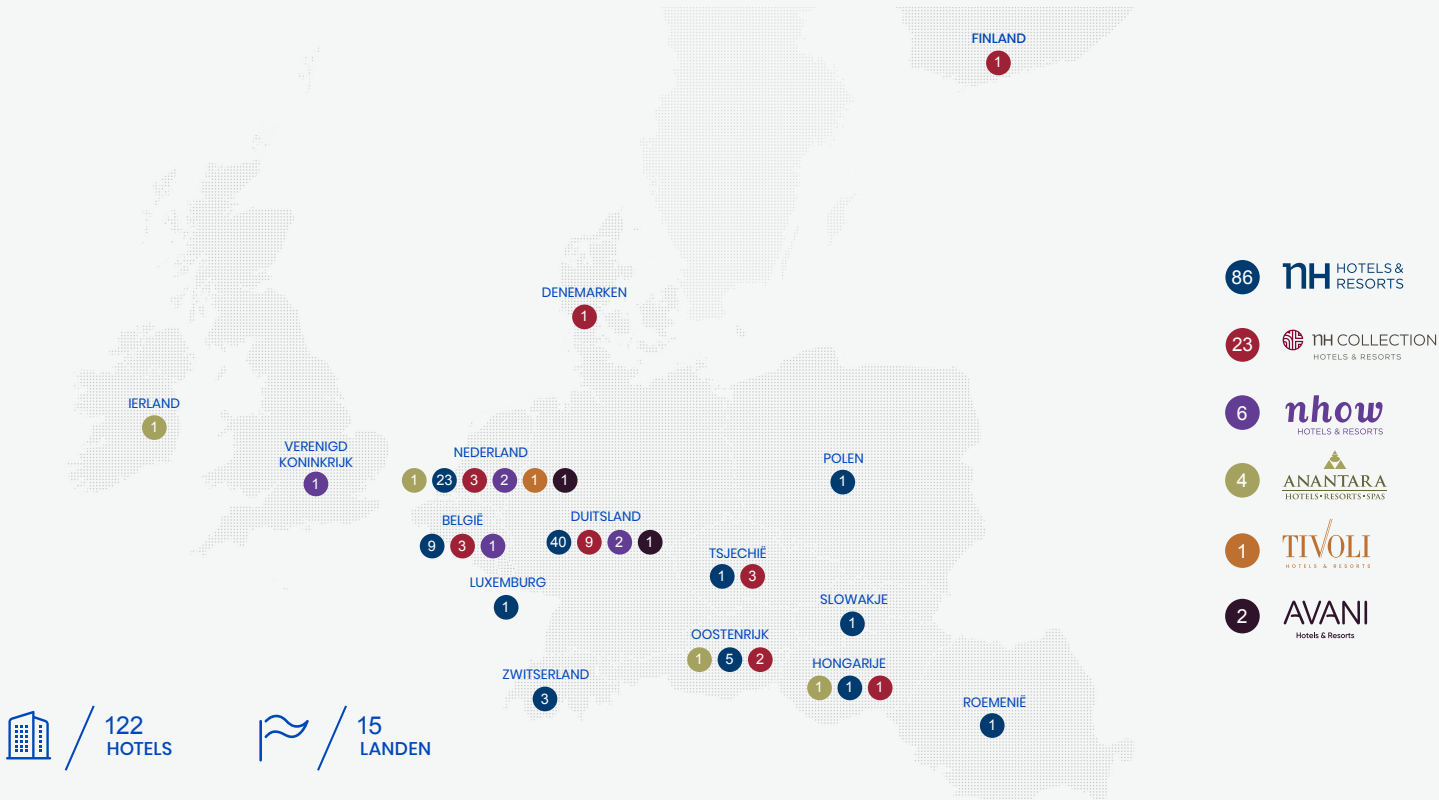 FINLAND
1
DENEMARKEN
1
IERLAND
1
VERENIGD
KONINKRIJK
1
NEDERLAND
1 23 3 2 1 1
BELGIË
9 3 1
DUITSLAND
40 9 2 1
LUXEMBURG
1
POLEN
1
TSJECHIË
1 3
SLOWAKJE
1
OOSTENRIJK
1 5 2
HONGARIJE
1 1 1
ZWITSERLAND
3
ROEMENIË
1
86 nH HOTELS &
RESORTS
23 nH COLLECTION
HOTELS & RESORTS
6 nhow
HOTELS & RESORTS
4 ANANTARA
HOTELS • RESORTS • SPAS
1 TIVOLI
HOTELS & RESORTS
2 AVANI
Hotels & Resorts
122
HOTELS
15
LANDEN